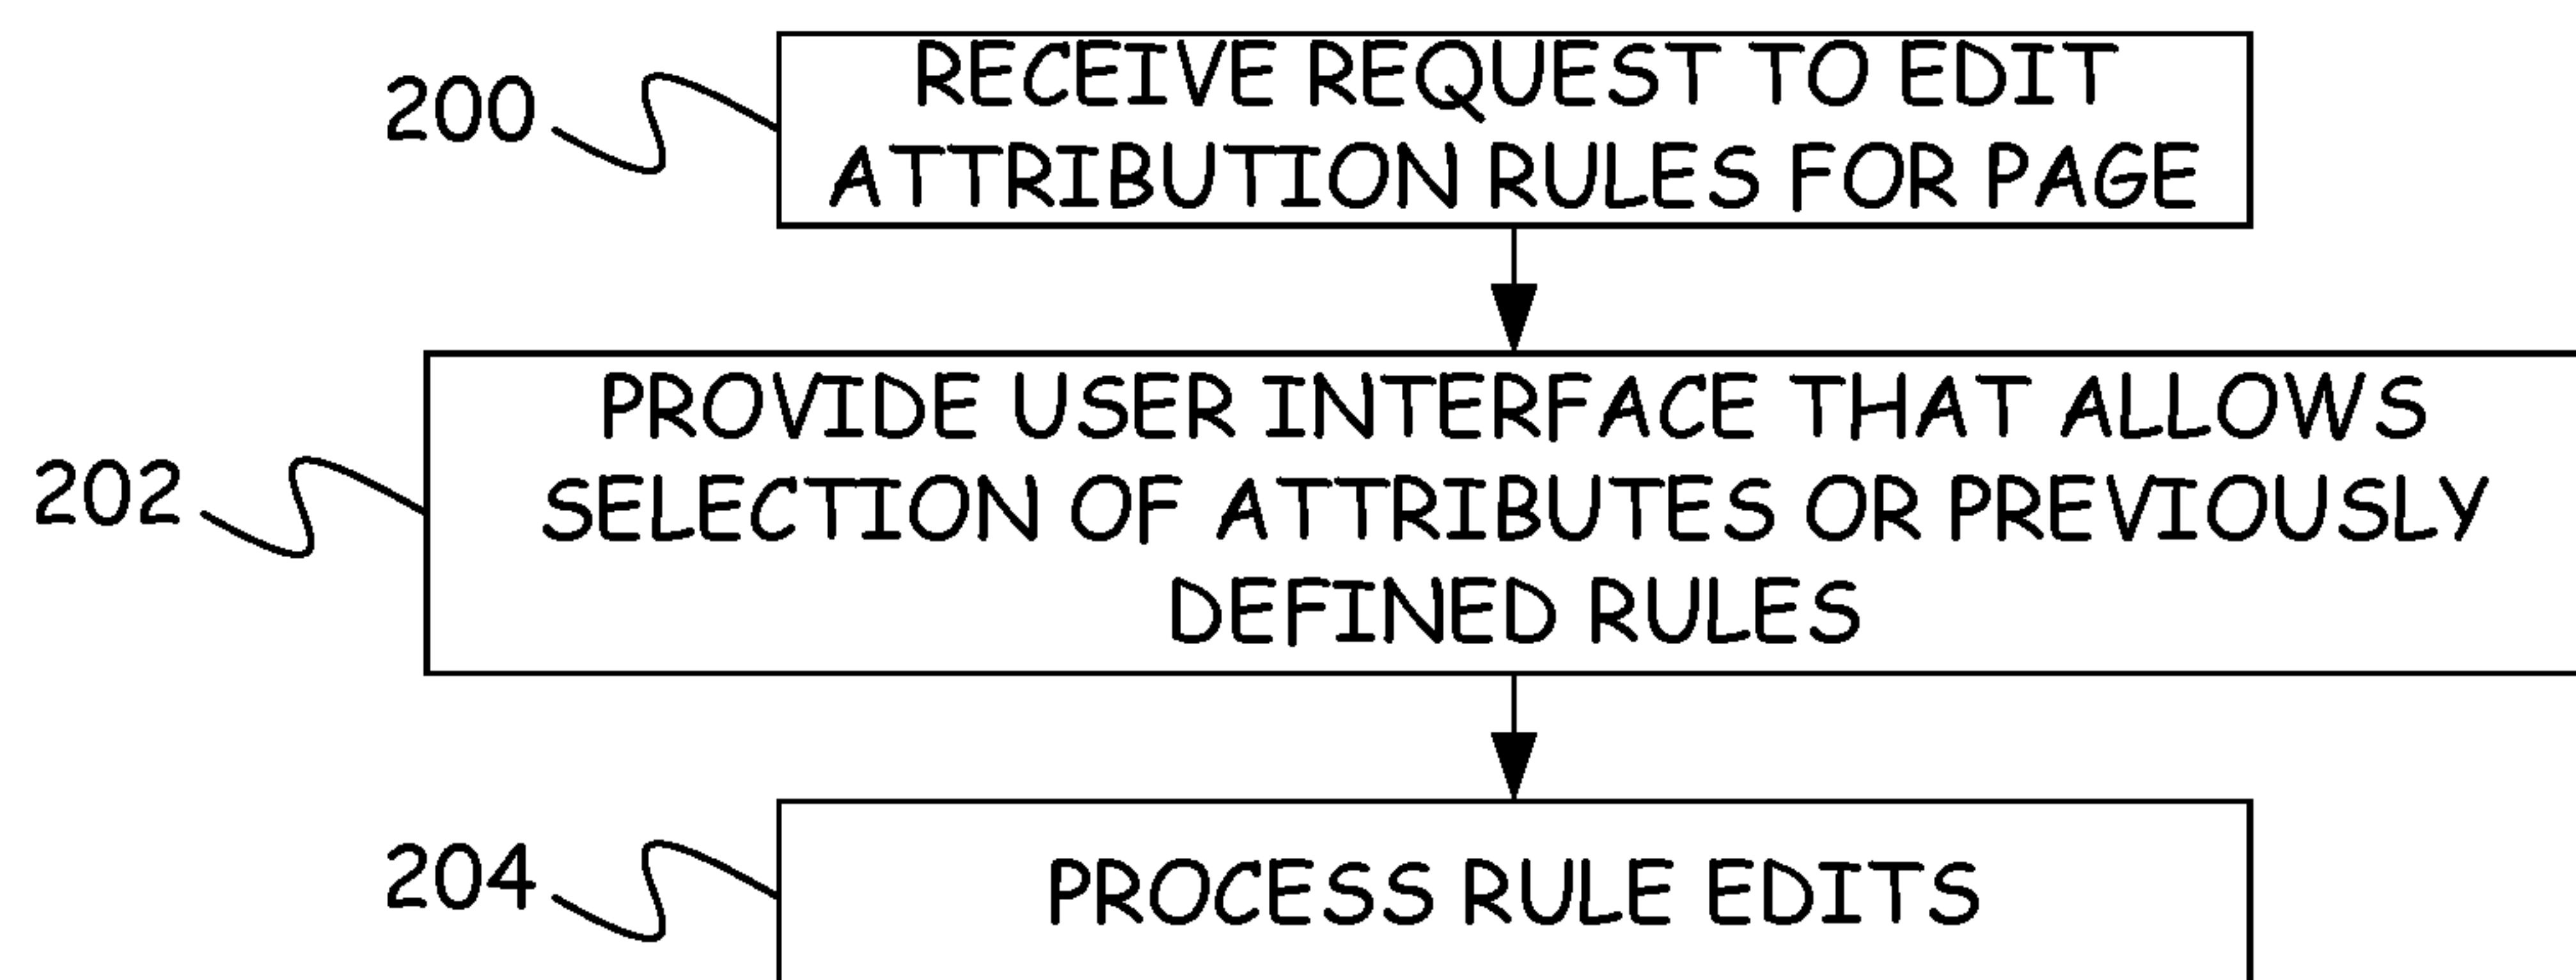 200
RECEIVE REQUEST TO EDIT
ATTRIBUTION RULES FOR PAGE
202
PROVIDE USER INTERFACE THAT ALLOWS
SELECTION OF ATTRIBUTES OR PREVIOUSLY
DEFINED RULES
204
PROCESS RULE EDITS